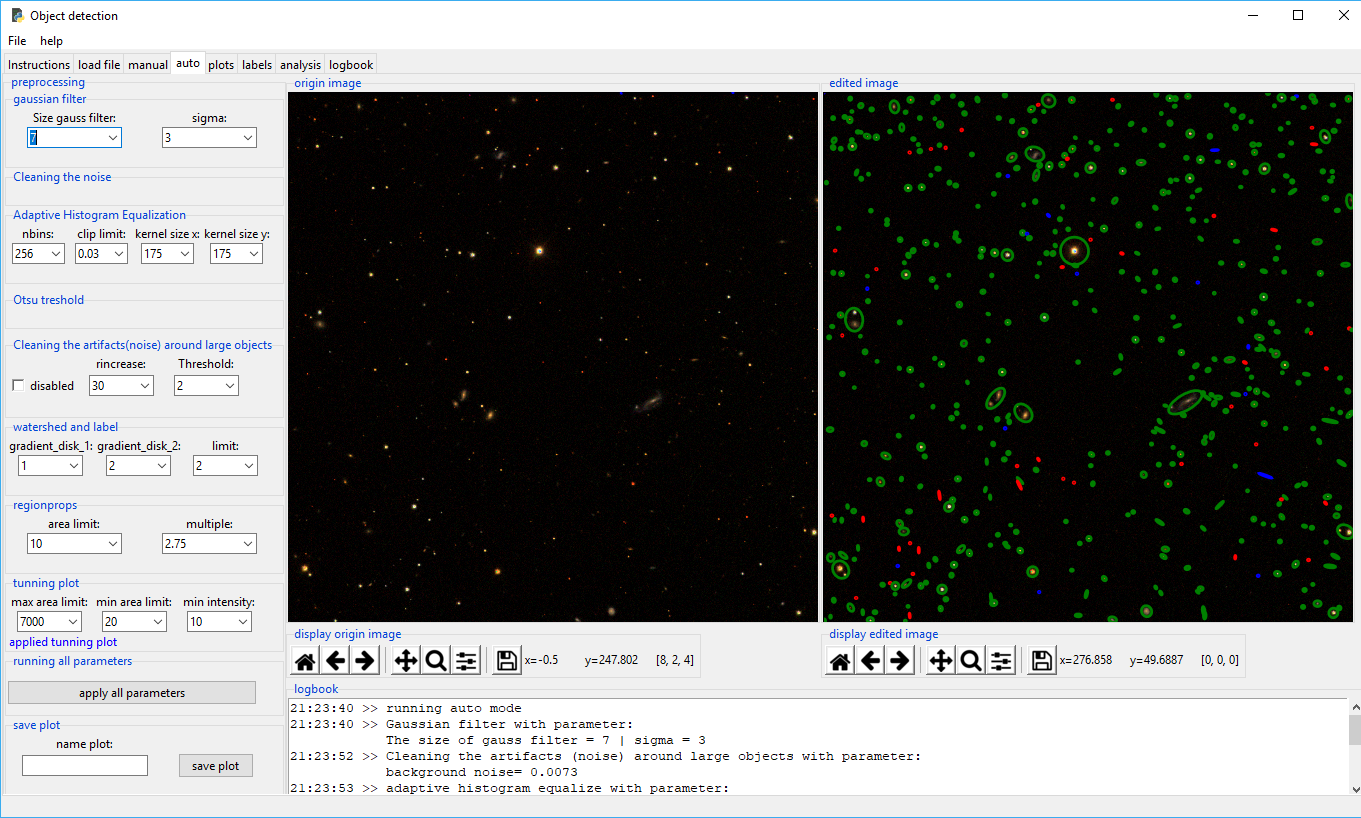 Object detection
File help
Instructions load file manual auto plots labels analysis logbook
preprocessing
gaussian filter
Size gauss filter: sigma:
7 3
Cleaning the noise
Adaptive Histogram Equalization
nbins: clip limit: kernel size x: kernel size y:
256 0.03 175 175
Otsu treshold
Cleaning the artifacts(noise) around large objects
rincrease: Threshold:
disabled 30 2
watershed and label
gradient_disk_1: gradient_disk_2: limit:
1 2 2
regionprops
area limit: multiple:
10 2.75
tunning plot
max area limit: min area limit: min intensity:
7000 20 10
applied tunning plot
running all parameters
apply all parameters
save plot
name plot:
save plot
origin image
edited image
display origin image
x=-0.5 y=247.802 [8, 2, 4]
display edited image
x=276.858 y=49.6887 [0, 0, 0]
logbook
21:23:40 >> running auto mode
21:23:40 >> Gaussian filter with parameter:
The size of gauss filter = 7 | sigma = 3
21:23:52 >> Cleaning the artifacts (noise) around large objects with parameter:
background noise= 0.0073
21:23:53 >> adaptive histogram equalize with parameter: